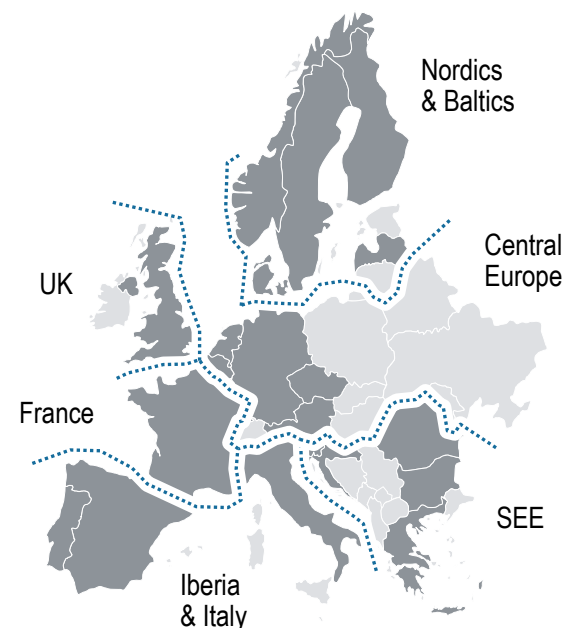 Nordics
& Baltics
Central
Europe
UK
France
SEE
Iberia
& Italy